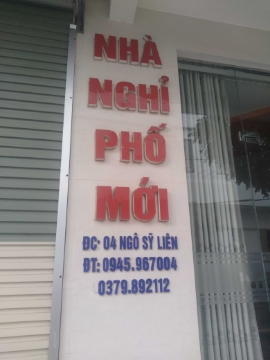 NHÀ
NGHỈ
PHỐ
MỚI
ĐC: 04 NGÔ SỸ LIÊN
ĐT: 0945.967004
0379.892112